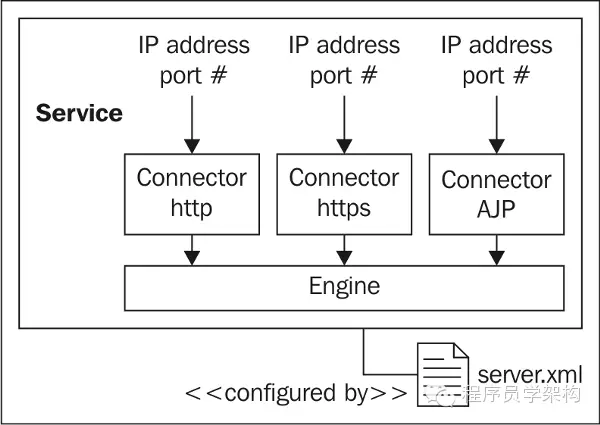 IP address
port #
IP address
port #
IP address
port #
Service
Connector
http
Connector
https
Connector
AJP
Engine
server.xml
<<configured by>>
程序员学架构